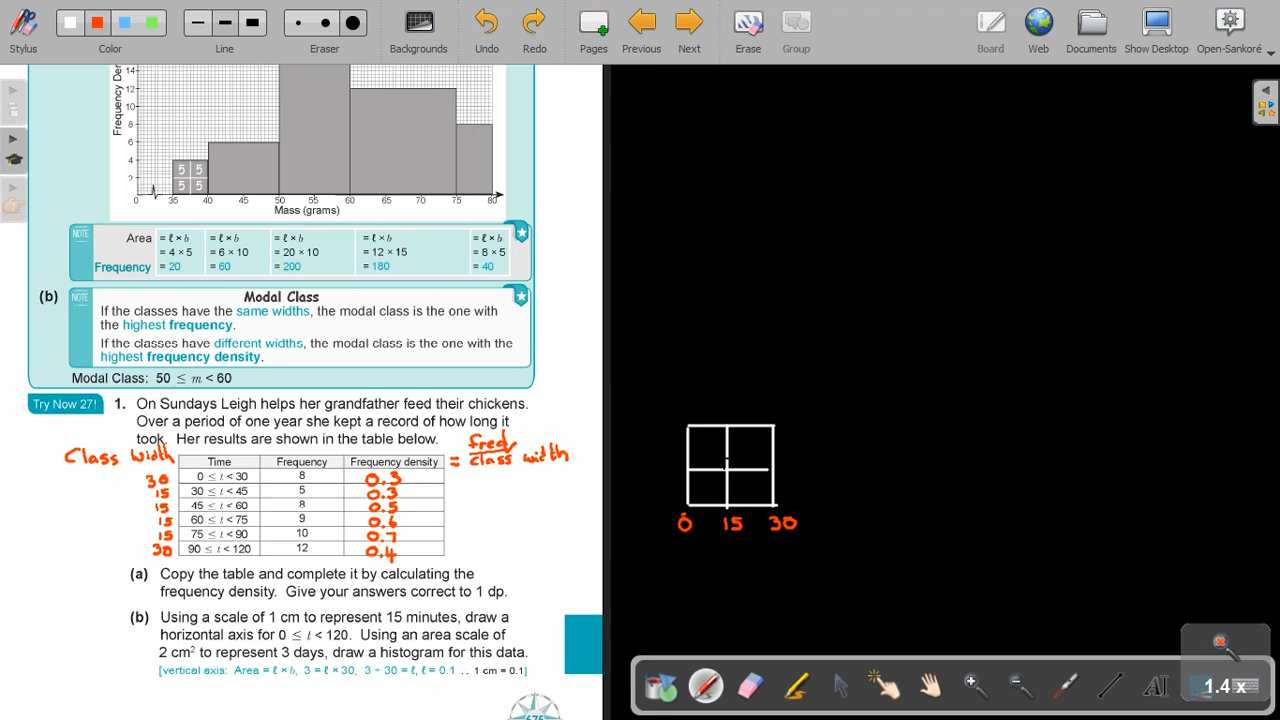 Stylus
Color
Line
Eraser
Backgrounds
Undo
Redo
Pages
Previous
Next
Erase
Group
Board
Web
Documents
Show Desktop
Open-Sankoré
Frequency Den
14
12
10
8
6
4
2
5 5
5 5
0 35 40 45 50 55 60 65 70 75 80
Mass (grams)
NOTE
Area = ℓ × b = ℓ × b = ℓ × b = ℓ × b = ℓ × b
= 4 × 5 = 6 × 10 = 20 × 10 = 12 × 15 = 8 × 5
Frequency = 20 = 60 = 200 = 180 = 40
(b)
NOTE
Modal Class
If the classes have the same widths, the modal class is the one with
the highest frequency.
If the classes have different widths, the modal class is the one with the
highest frequency density.
Modal Class: 50 ≤ m < 60
Try Now 27!
1. On Sundays Leigh helps her grandfather feed their chickens.
Over a period of one year she kept a record of how long it
took. Her results are shown in the table below.
Class width
Time Frequency Frequency density = freq/class width
30 0 ≤ t < 30 8 0.3
15 30 ≤ t < 45 5 0.3
15 45 ≤ t < 60 8 0.5
15 60 ≤ t < 75 9 0.6
15 75 ≤ t < 90 10 0.7
30 90 ≤ t < 120 12 0.4
(a) Copy the table and complete it by calculating the
frequency density. Give your answers correct to 1 dp.
(b) Using a scale of 1 cm to represent 15 minutes, draw a
horizontal axis for 0 ≤ t < 120. Using an area scale of
2 cm² to represent 3 days, draw a histogram for this data.
[vertical axis: Area = ℓ × b, 3 = ℓ × 30, 3 ÷ 30 = ℓ, ℓ = 0.1 ∴ 1 cm = 0.1]
675
0 15 30
1.4 x